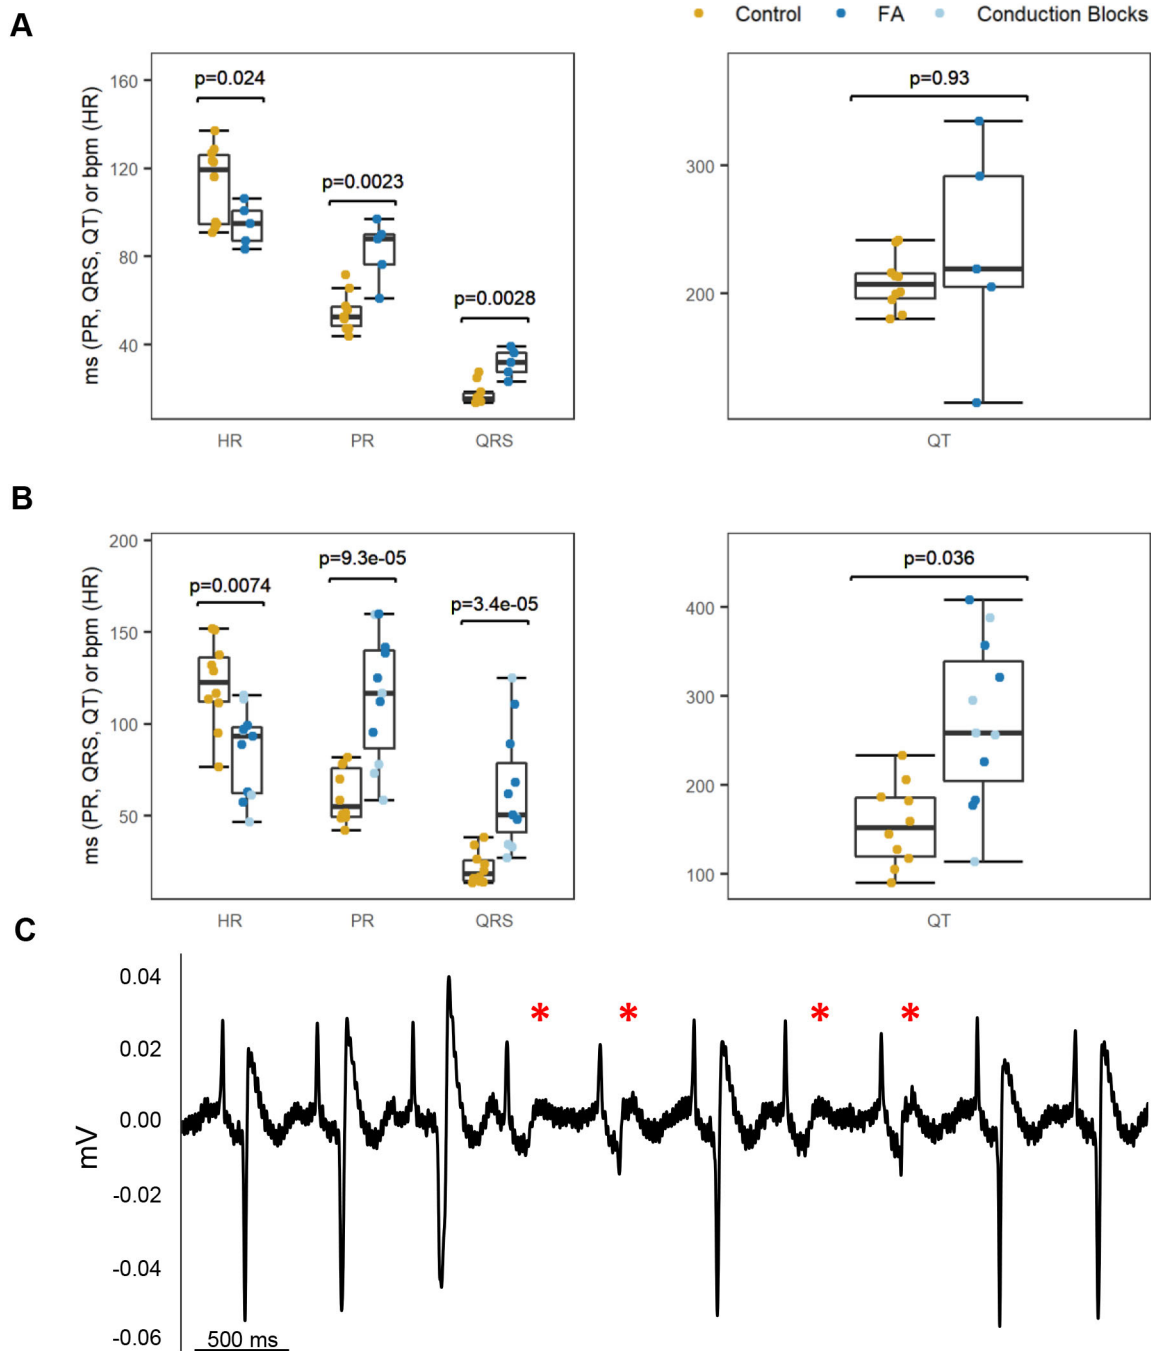 A
Control FA Conduction Blocks
ms (PR, QRS, QT) or bpm (HR)
160
120
80
40
p=0.024
p=0.0023
p=0.0028
HR PR QRS
300
200
p=0.93
QT
B
ms (PR, QRS, QT) or bpm (HR)
200
150
100
50
p=0.0074
p=9.3e-05
p=3.4e-05
HR PR QRS
400
300
200
100
p=0.036
QT
C
mV
0.04
0.02
0.00
-0.02
-0.04
-0.06
* * * *
500 ms